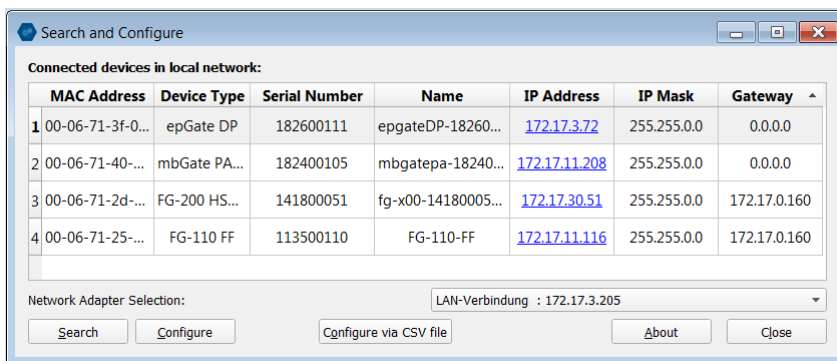 Search and Configure
Connected devices in local network:
MAC Address Device Type Serial Number Name IP Address IP Mask Gateway
1 00-06-71-3f-0... epGate DP 182600111 epgateDP-18260... 172.17.3.72 255.255.0.0 0.0.0.0
2 00-06-71-40-... mbGate PA... 182400105 mbgatepa-18240... 172.17.11.208 255.255.0.0 0.0.0.0
3 00-06-71-2d-... FG-200 HS... 141800051 fg-x00-14180005... 172.17.30.51 255.255.0.0 172.17.0.160
4 00-06-71-25-... FG-110 FF 113500110 FG-110-FF 172.17.11.116 255.255.0.0 172.17.0.160
Network Adapter Selection: LAN-Verbindung : 172.17.3.205
Search Configure Configure via CSV file About Close